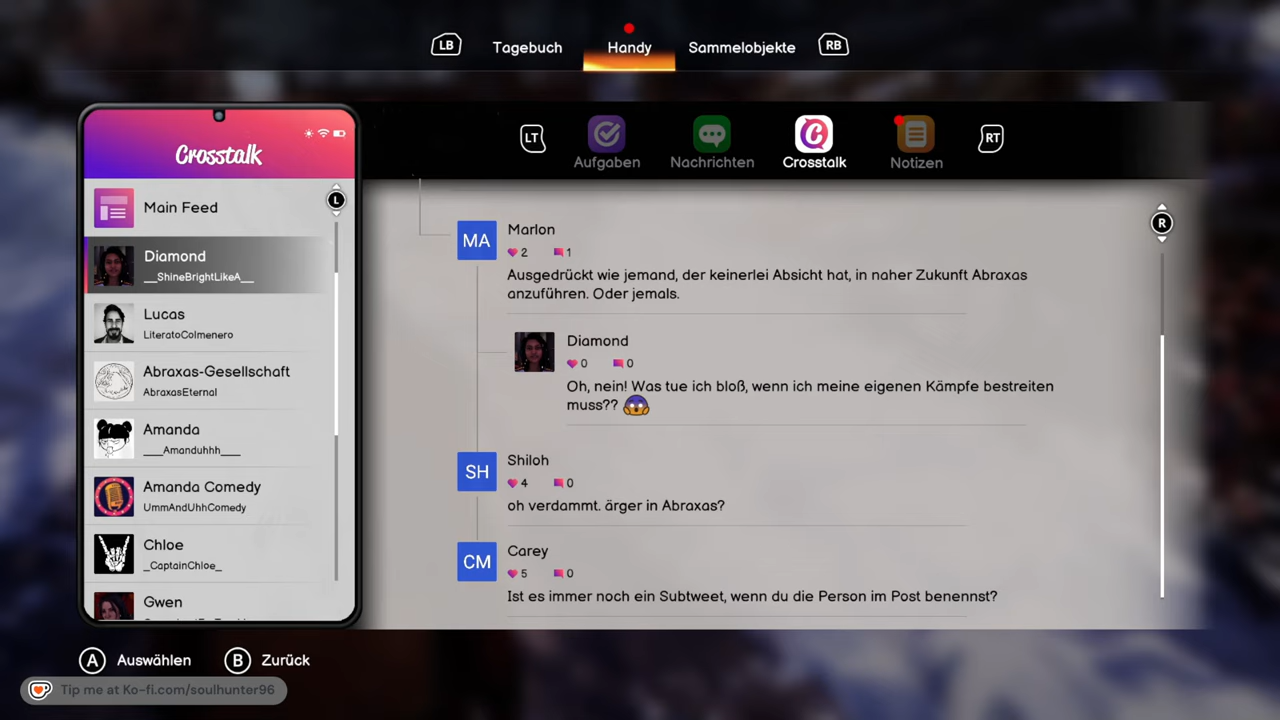 LB Tagebuch Handy Sammelobjekte RB
LT Aufgaben Nachrichten Crosstalk Notizen RT
Crosstalk
Main Feed
L
Diamond
__ShineBrightLikeA__
Lucas
LiteratoColmenero
Abraxas-Gesellschaft
AbraxasEternal
Amanda
____Amanduhhh____
Amanda Comedy
UmmAndUhhComedy
Chloe
_CaptainChloe_
Gwen
R
MA Marlon
2 1
Ausgedrückt wie jemand, der keinerlei Absicht hat, in naher Zukunft Abraxas
anzuführen. Oder jemals.
Diamond
0 0
Oh, nein! Was tue ich bloß, wenn ich meine eigenen Kämpfe bestreiten
muss?? 😱
SH Shiloh
4 0
oh verdammt. ärger in Abraxas?
CM Carey
5 0
Ist es immer noch ein Subtweet, wenn du die Person im Post benennst?
A Auswählen B Zurück
Tip me at Ko-fi.com/soulhunter96